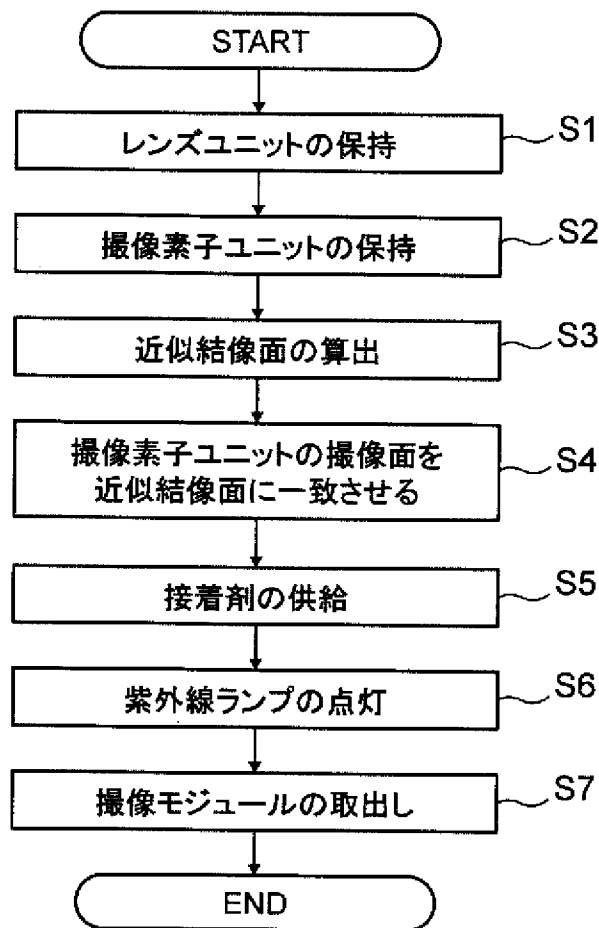 START
レンズユニットの保持
S1
撮像素子ユニットの保持
S2
近似結像面の算出
S3
撮像素子ユニットの撮像面を
近似結像面に一致させる
S4
接着剤の供給
S5
紫外線ランプの点灯
S6
撮像モジュールの取出し
S7
END